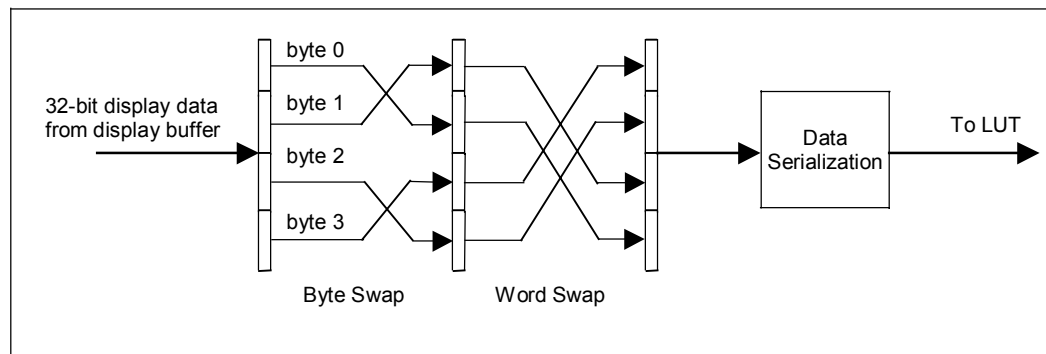 32-bit display data
from display buffer
byte 0
byte 1
byte 2
byte 3
Byte Swap
Word Swap
Data
Serialization
To LUT